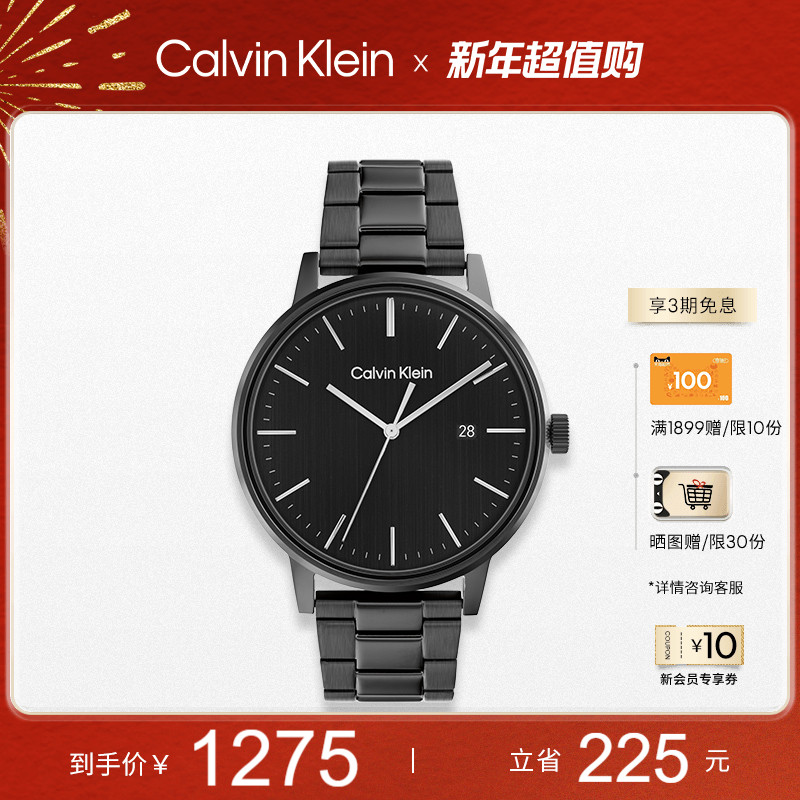 Calvin Klein x 新年超值购
Calvin Klein
28
享3期免息
¥100
满1899赠/限10份
晒图赠/限30份
*详情咨询客服
COUPON
¥10
新会员专享券
到手价¥ 1275 | 立省 225 元